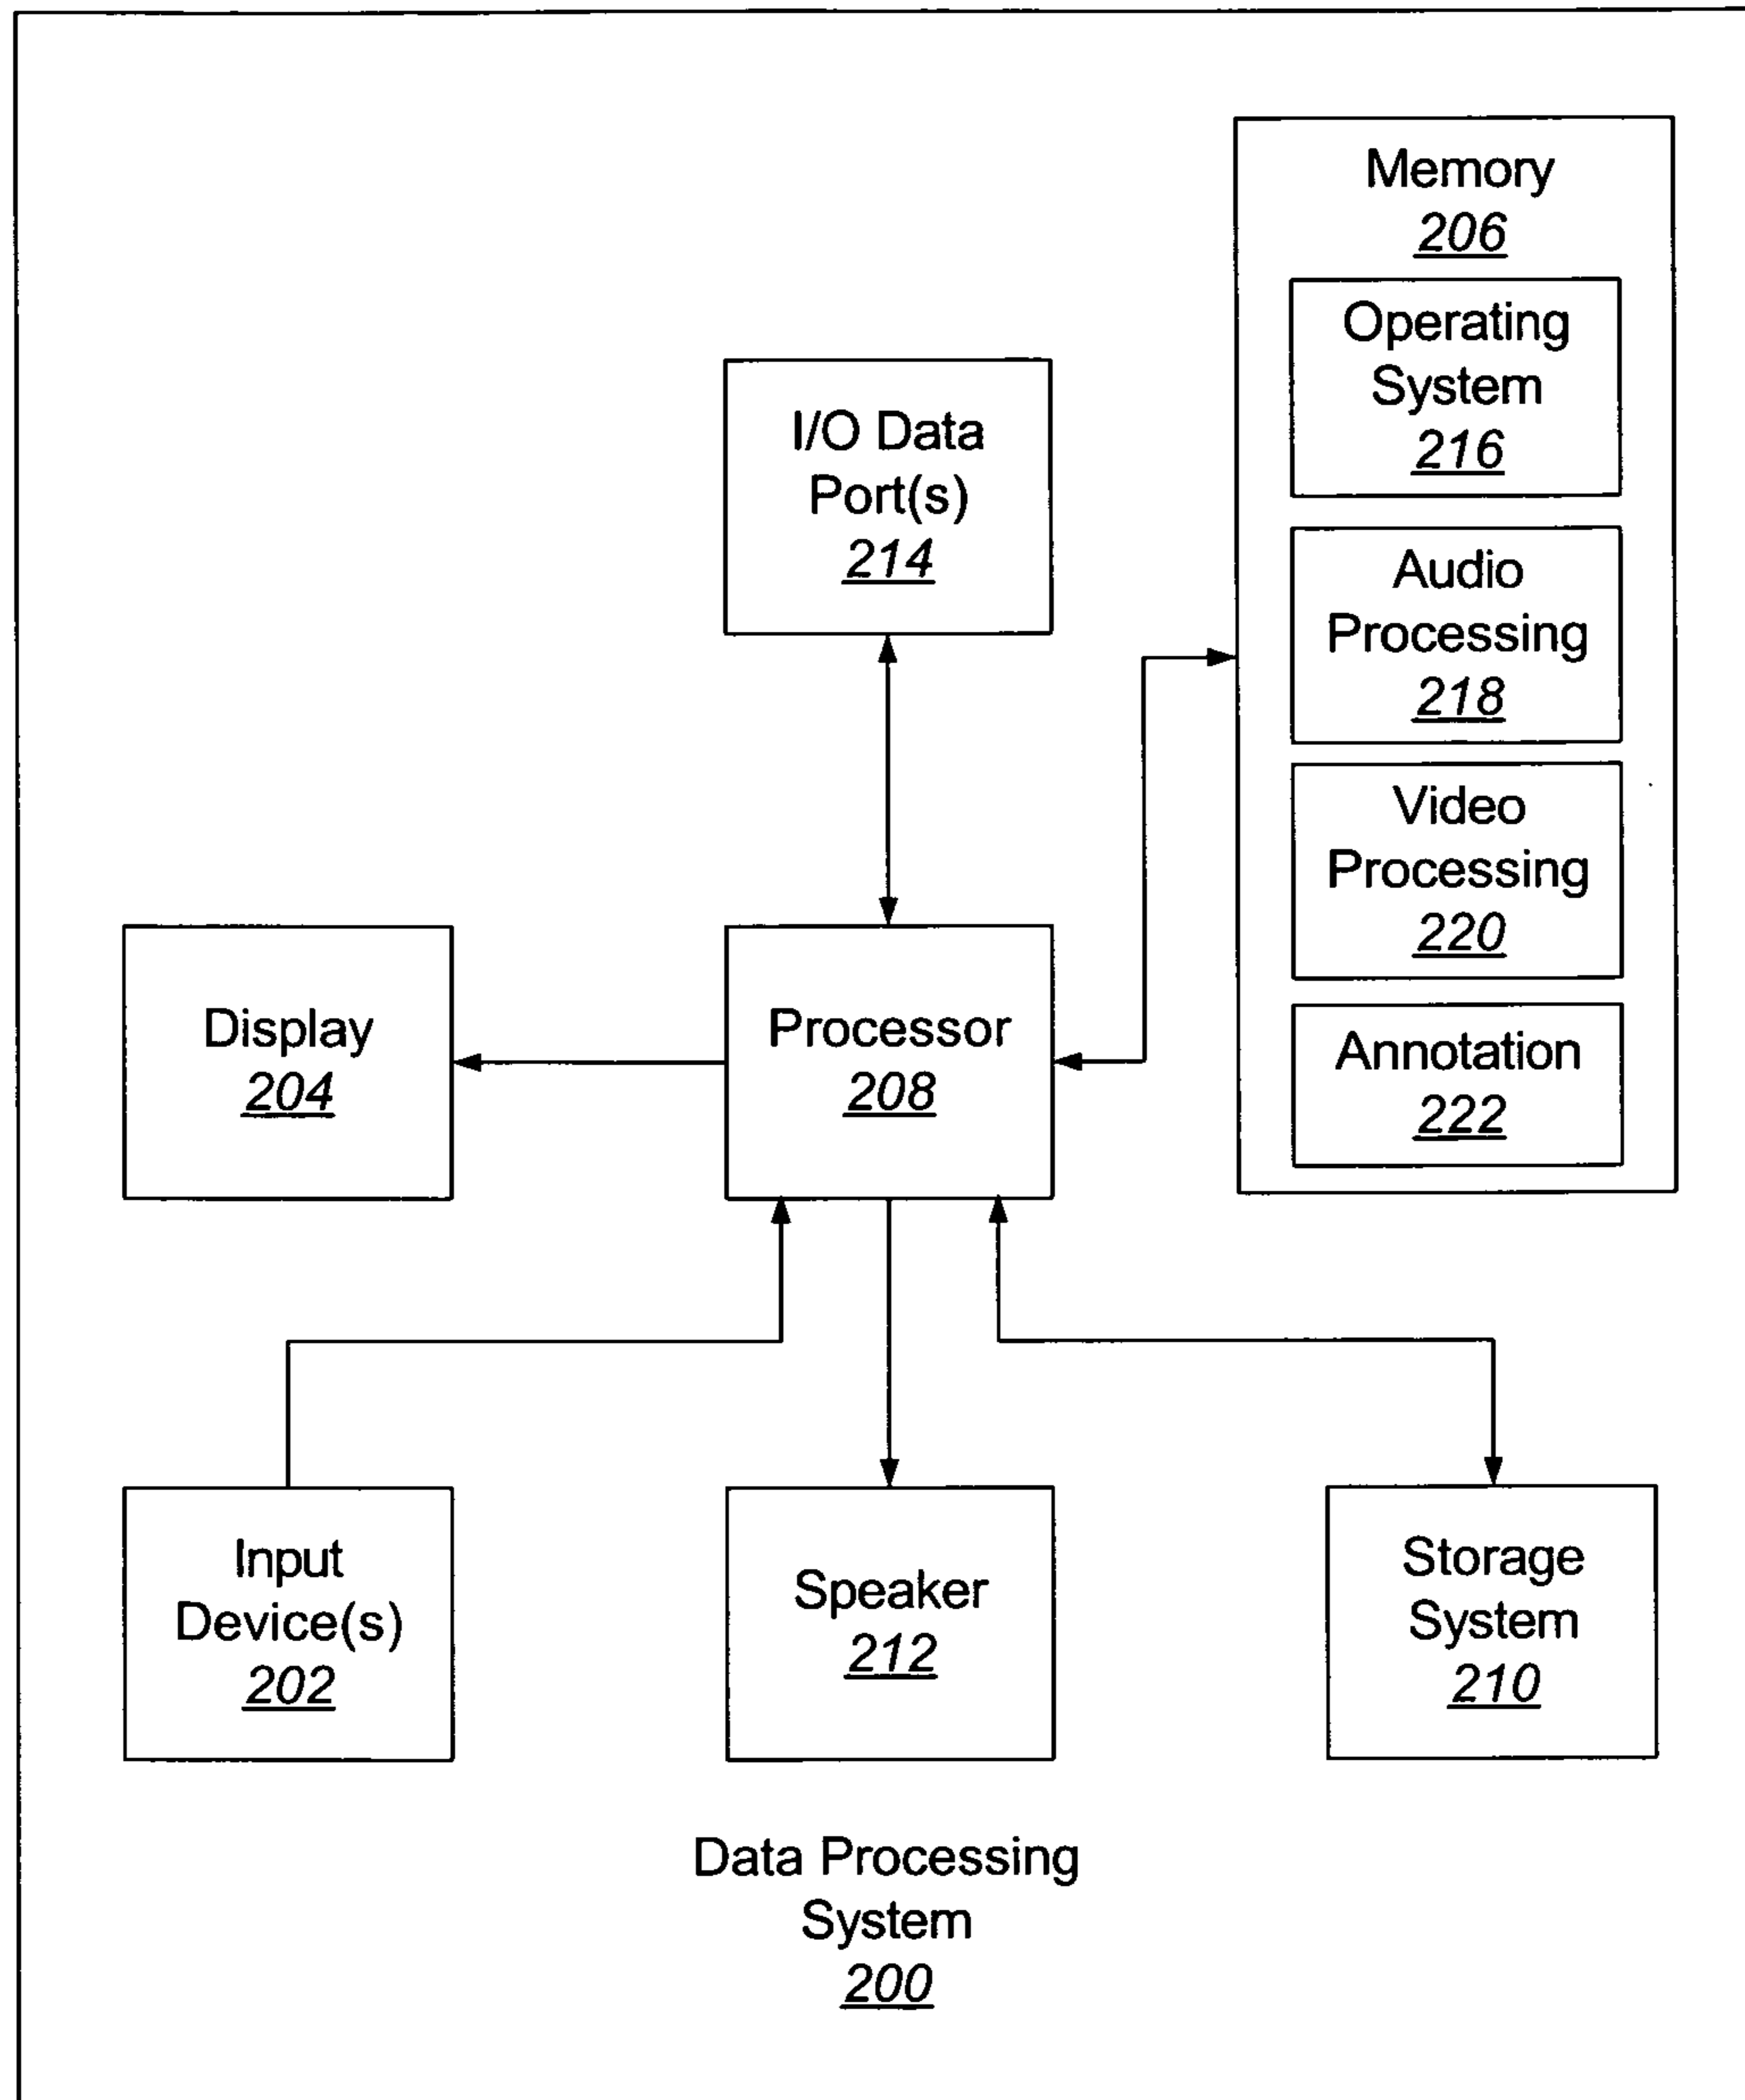 Memory
206
Operating
System
216
Audio
Processing
218
Video
Processing
220
Annotation
222
I/O Data
Port(s)
214
Display
204
Processor
208
Input
Device(s)
202
Speaker
212
Storage
System
210
Data Processing
System
200